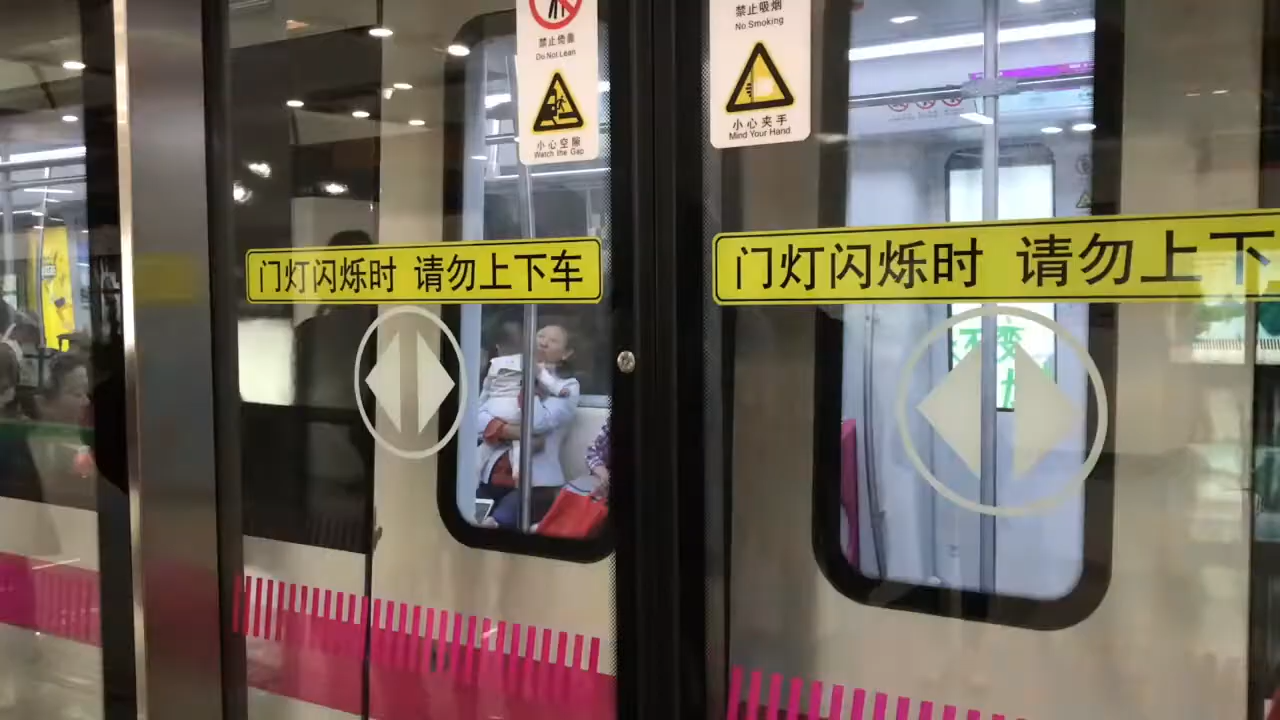 禁止倚靠
Do Not Lean
小心空隙
Watch the Gap
禁止吸烟
No Smoking
小心夹手
Mind Your Hand
门灯闪烁时 请勿上下车
门灯闪烁时 请勿上下